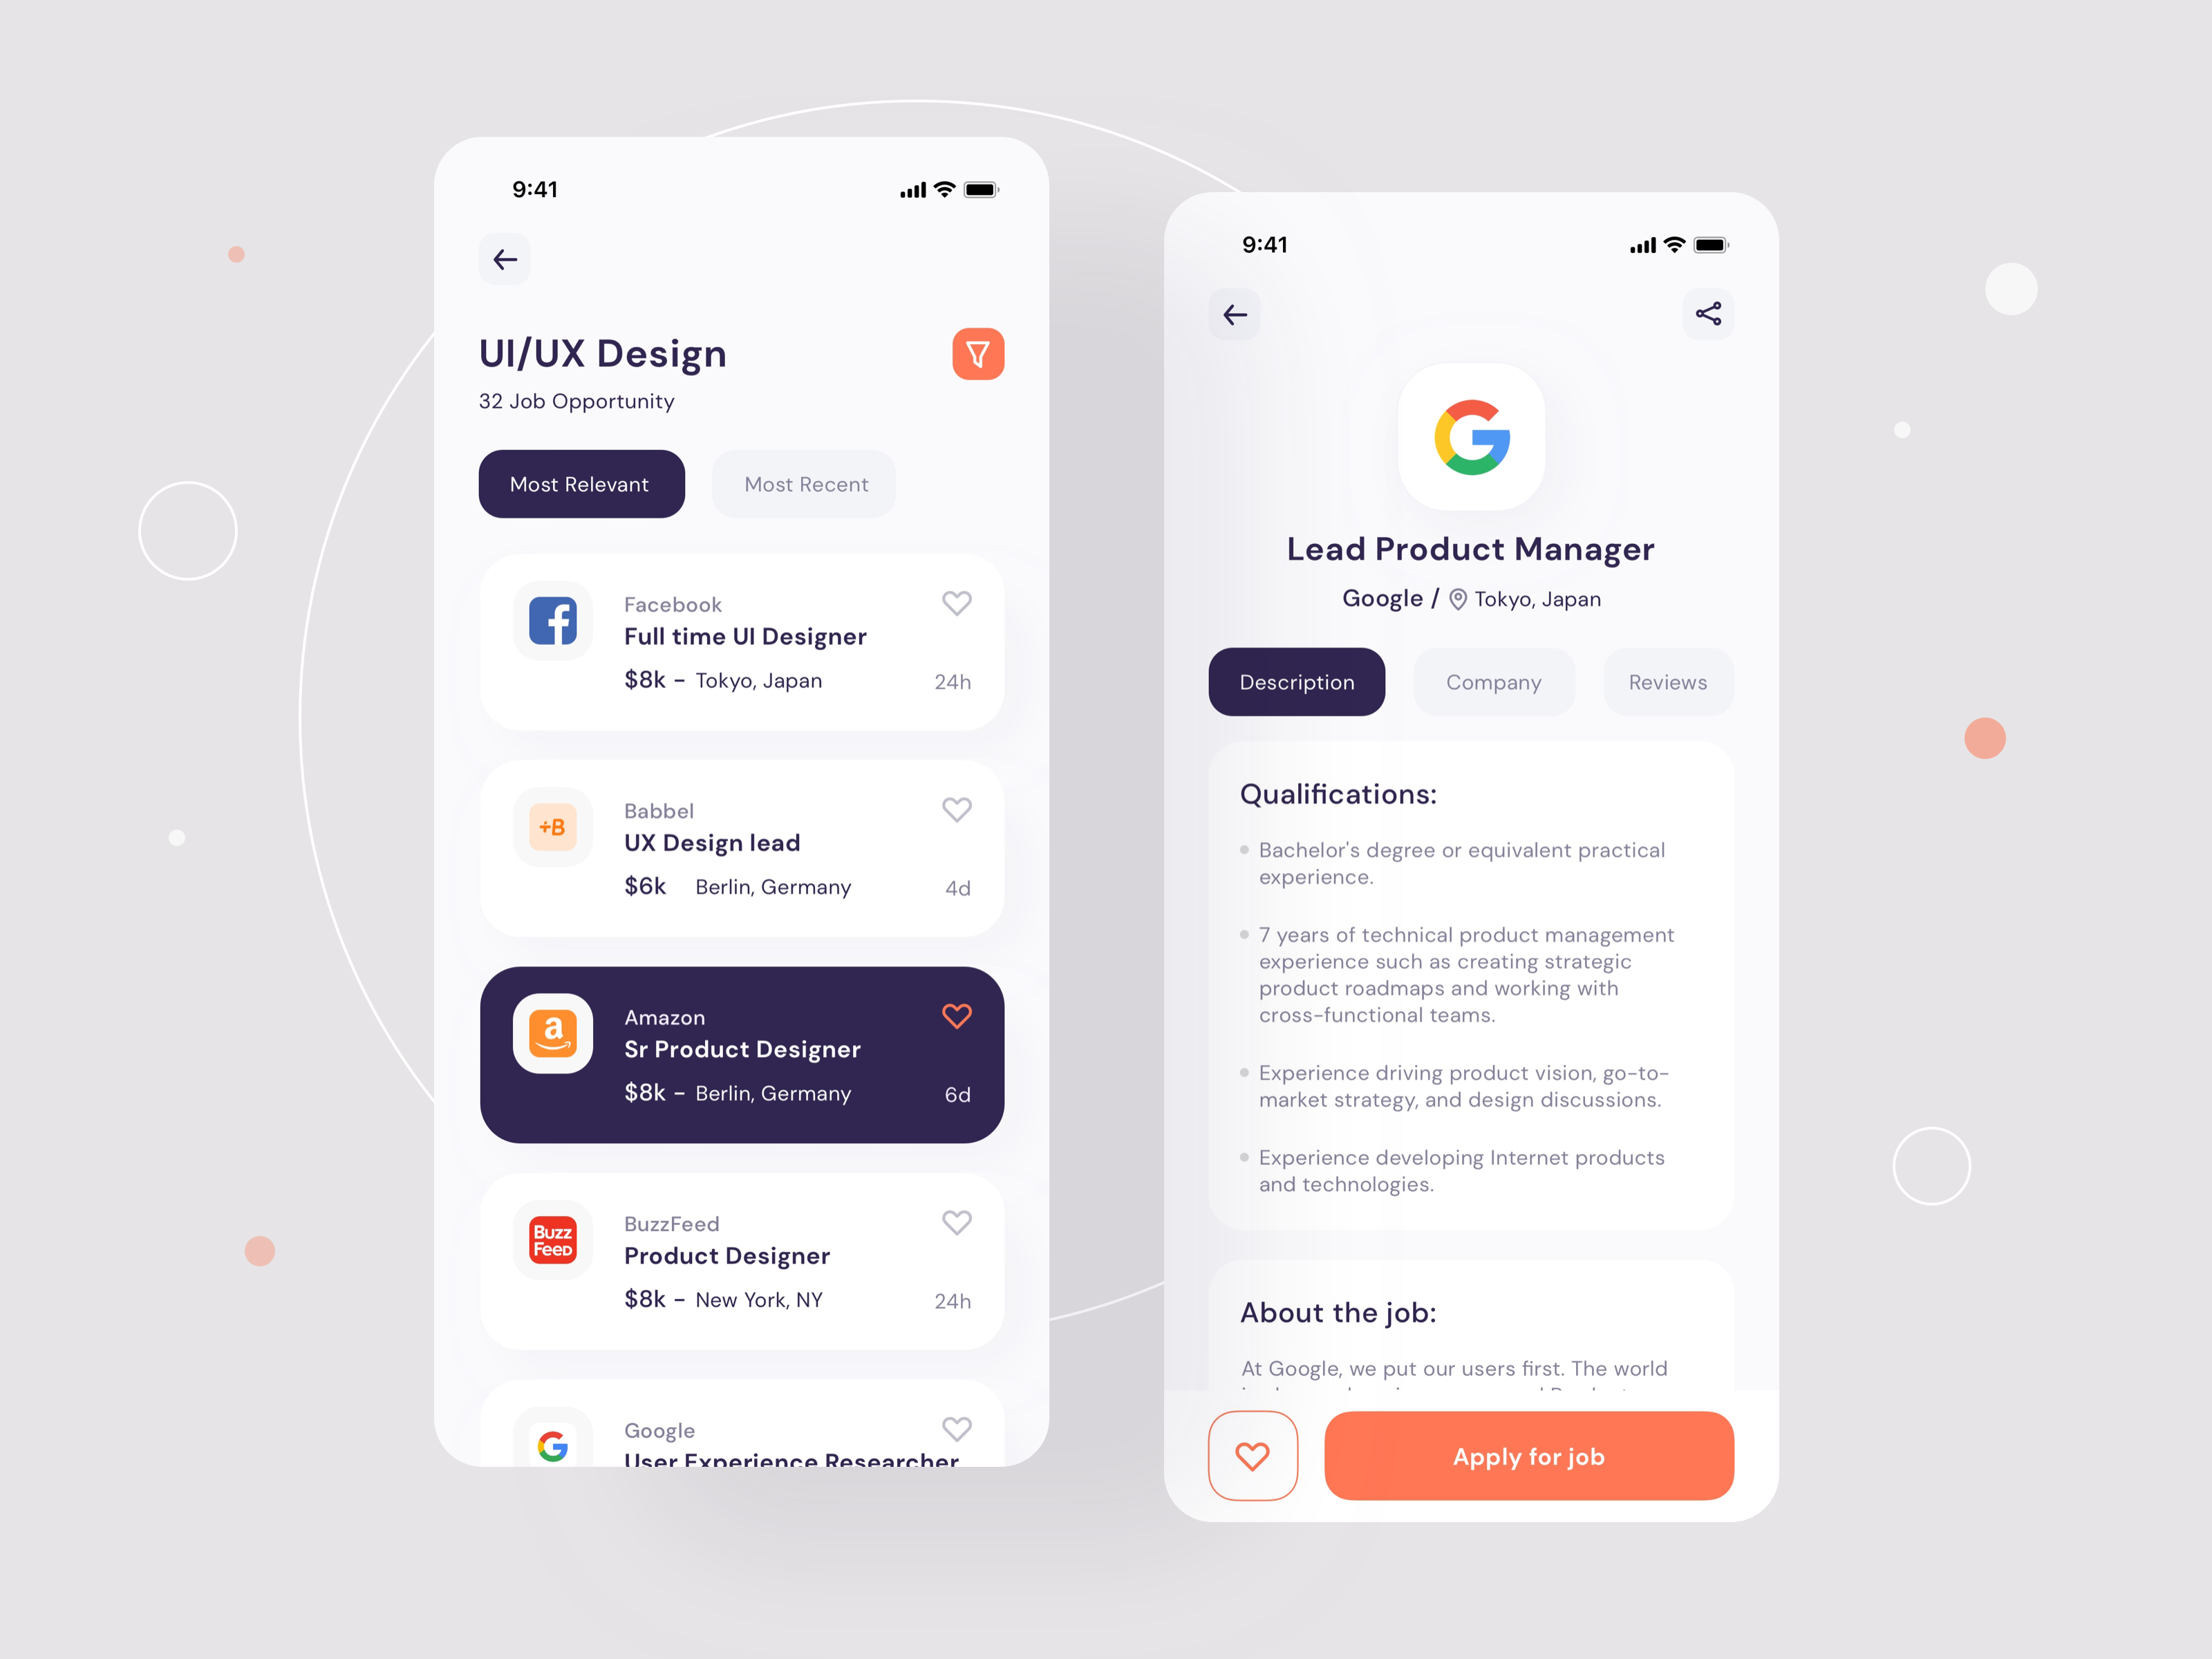 9:41
UI/UX Design
32 Job Opportunity
Most Relevant
Most Recent
Facebook
Full time UI Designer
$8k – Tokyo, Japan
24h
+B
Babbel
UX Design lead
$6k Berlin, Germany
4d
a
Amazon
Sr Product Designer
$8k – Berlin, Germany
6d
BuzzFeed
BuzzFeed
Product Designer
$8k – New York, NY
24h
Google
User Experience Researcher
9:41
Lead Product Manager
Google / Tokyo, Japan
Description
Company
Reviews
Qualifications:
Bachelor's degree or equivalent practical
experience.
7 years of technical product management
experience such as creating strategic
product roadmaps and working with
cross-functional teams.
Experience driving product vision, go-to-
market strategy, and design discussions.
Experience developing Internet products
and technologies.
About the job:
At Google, we put our users first. The world
Apply for job